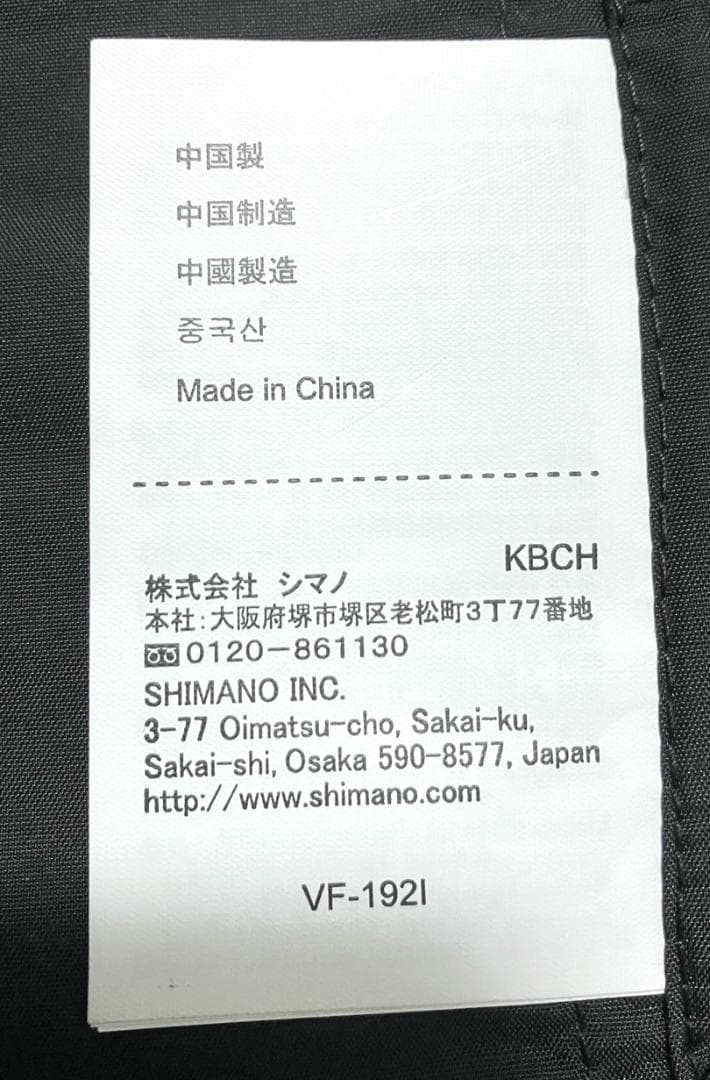 中国製
中国制造
中國製造
중국산
Made in China
KBCH
株式会社 シマノ
本社:大阪府堺市堺区老松町3丁77番地
0120-861130
SHIMANO INC.
3-77 Oimatsu-cho, Sakai-ku,
Sakai-shi, Osaka 590-8577, Japan
http://www.shimano.com
VF-192I